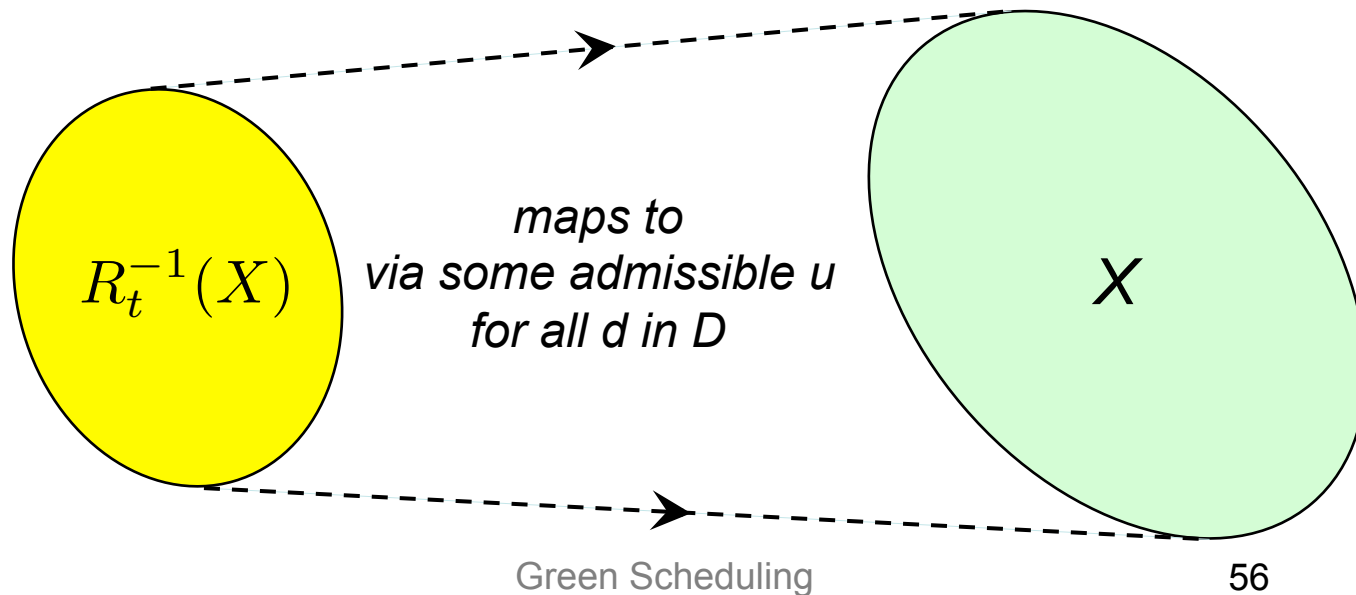 maps to
via some admissible u
for all d in D
$R_t^{-1}(X)$
X
Green Scheduling
56